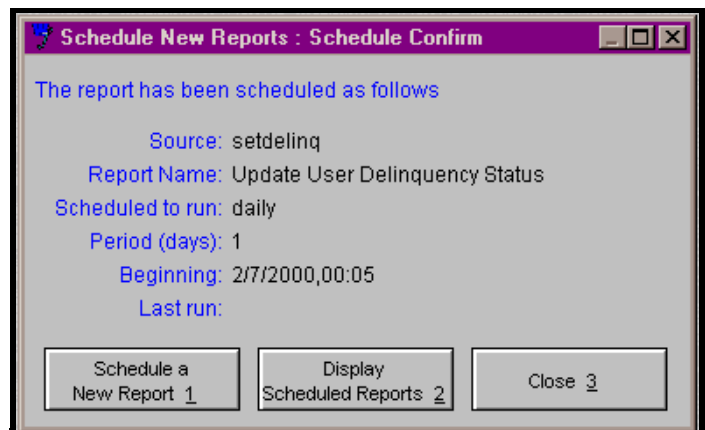 Schedule New Reports : Schedule Confirm
The report has been scheduled as follows
Source: setdelinq
Report Name: Update User Delinquency Status
Scheduled to run: daily
Period (days): 1
Beginning: 2/7/2000,00:05
Last run:
Schedule a
New Report 1
Display
Scheduled Reports 2
Close 3